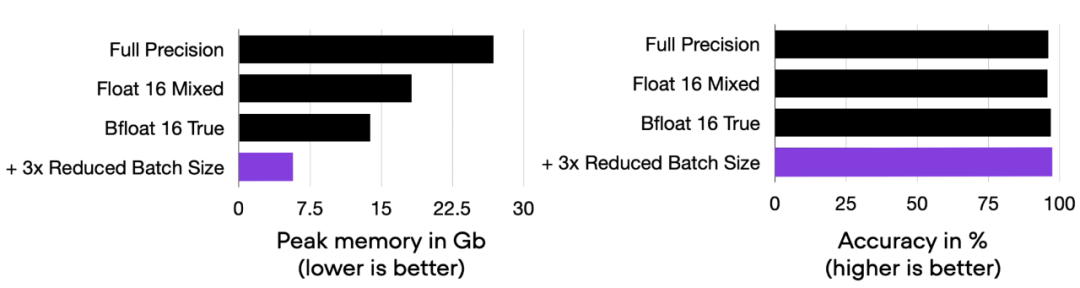 Full Precision
Float 16 Mixed
Bfloat 16 True
+ 3x Reduced Batch Size
0 7.5 15 22.5 30
Peak memory in Gb
(lower is better)
Full Precision
Float 16 Mixed
Bfloat 16 True
+ 3x Reduced Batch Size
0 25 50 75 100
Accuracy in %
(higher is better)